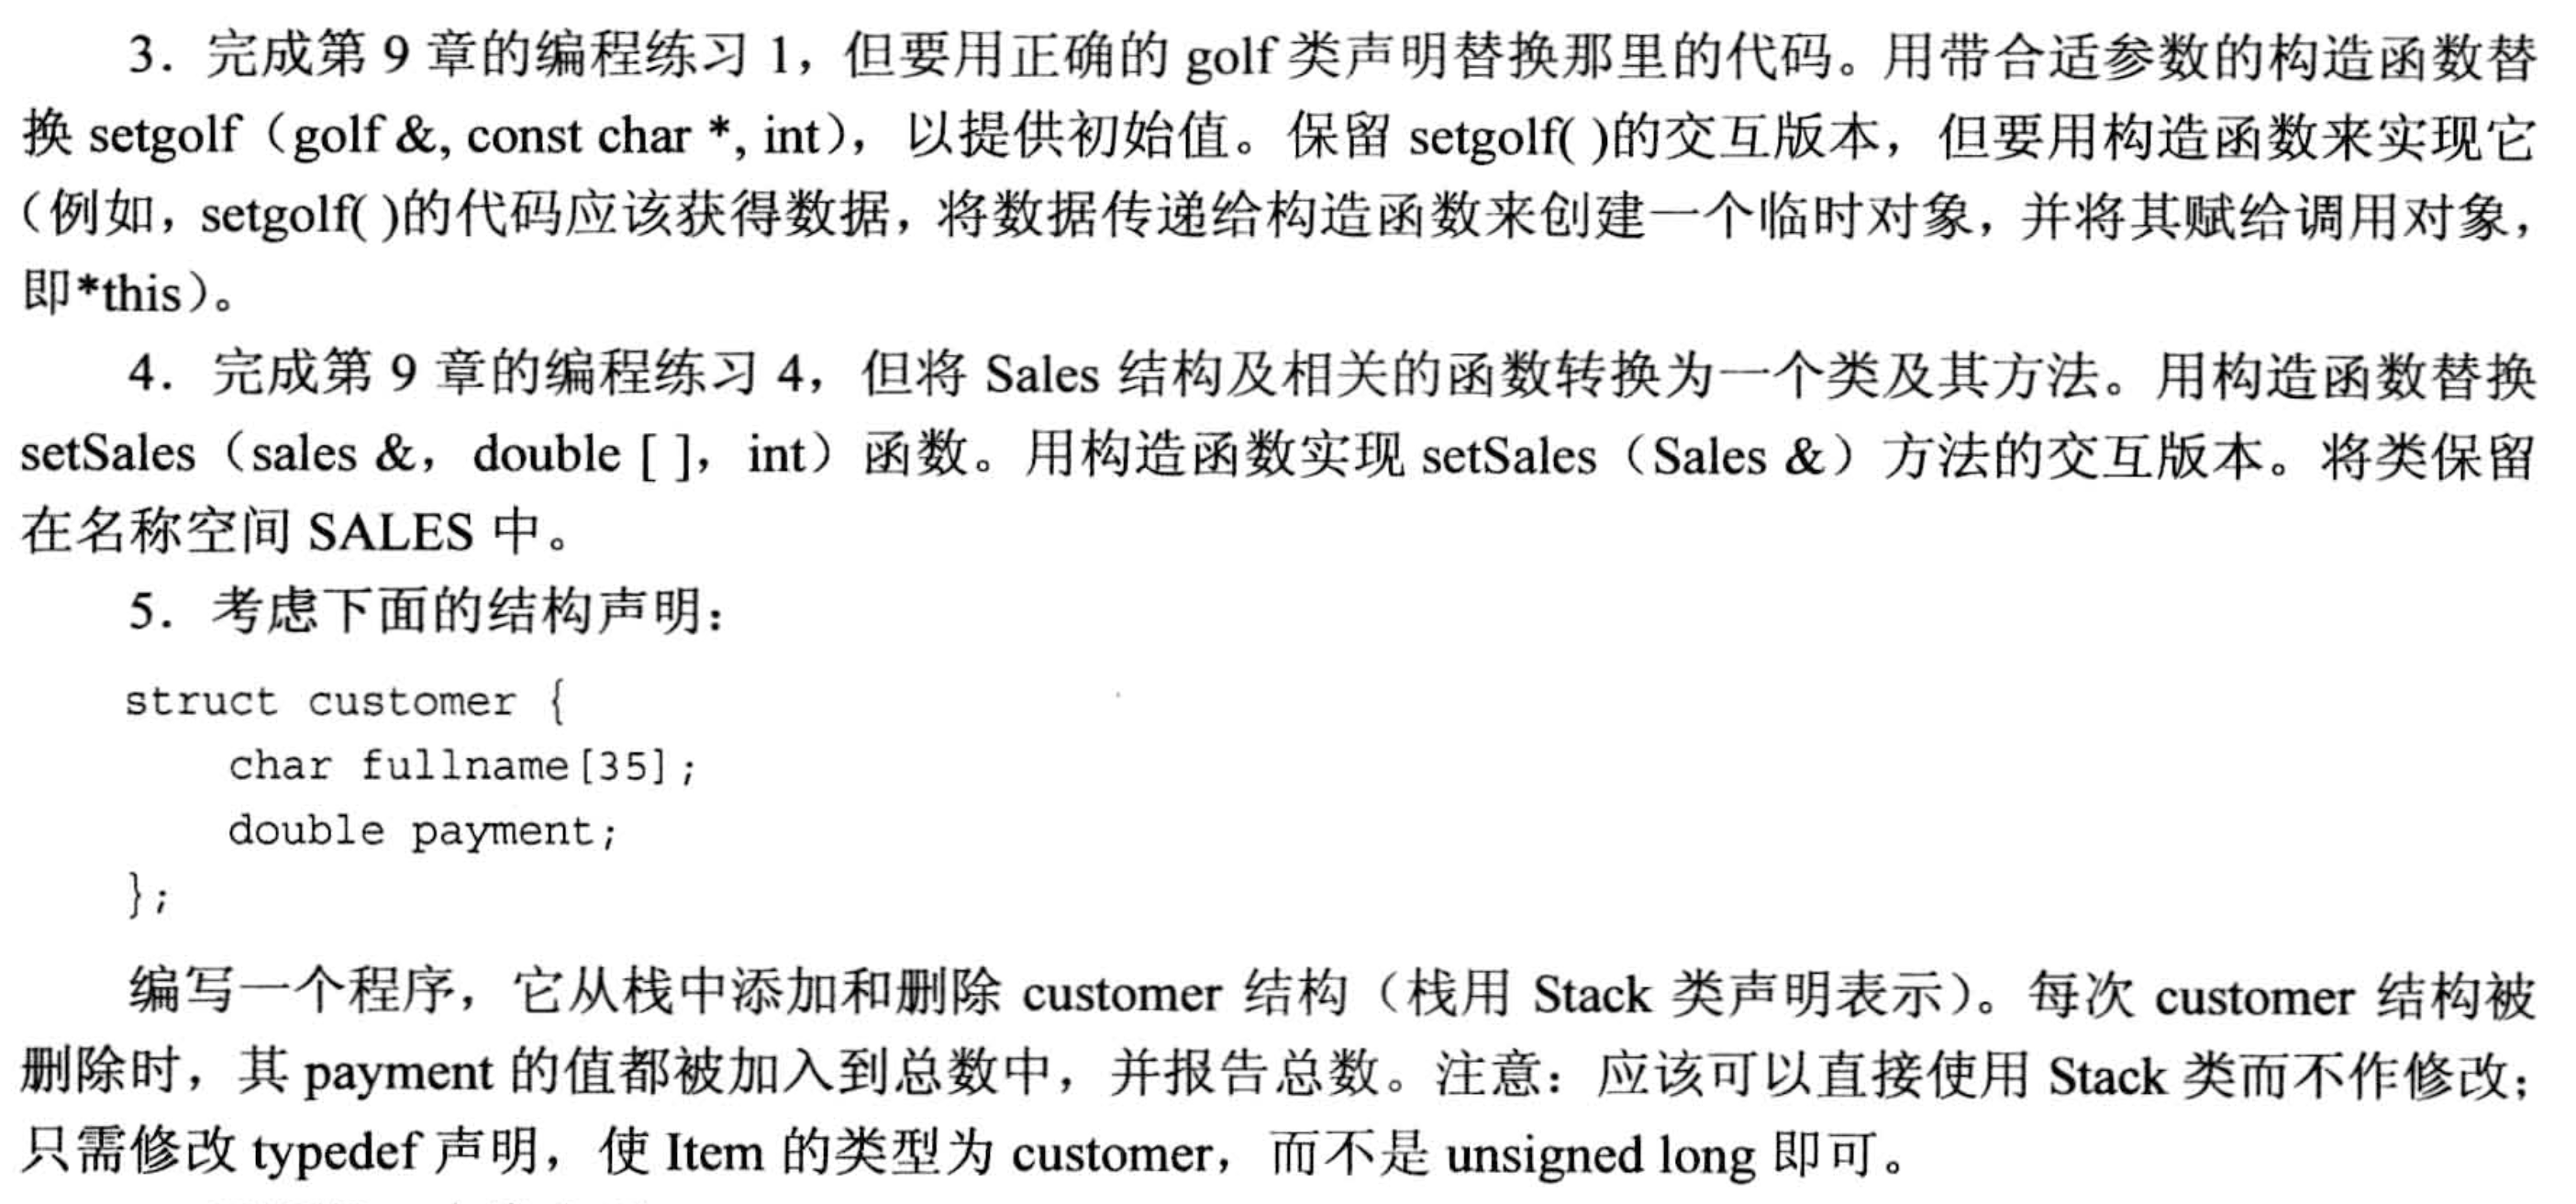 3．完成第 9 章的编程练习 1，但要用正确的 golf 类声明替换那里的代码。用带合适参数的构造函数替
换 setgolf（golf &, const char *, int），以提供初始值。保留 setgolf( )的交互版本，但要用构造函数来实现它
（例如，setgolf( )的代码应该获得数据，将数据传递给构造函数来创建一个临时对象，并将其赋给调用对象，
即*this）。
4．完成第 9 章的编程练习 4，但将 Sales 结构及相关的函数转换为一个类及其方法。用构造函数替换
setSales（sales &，double [ ]，int）函数。用构造函数实现 setSales（Sales &）方法的交互版本。将类保留
在名称空间 SALES 中。
5．考虑下面的结构声明：
struct customer {
    char fullname[35];
    double payment;
};
编写一个程序，它从栈中添加和删除 customer 结构（栈用 Stack 类声明表示）。每次 customer 结构被
删除时，其 payment 的值都被加入到总数中，并报告总数。注意：应该可以直接使用 Stack 类而不作修改；
只需修改 typedef 声明，使 Item 的类型为 customer，而不是 unsigned long 即可。